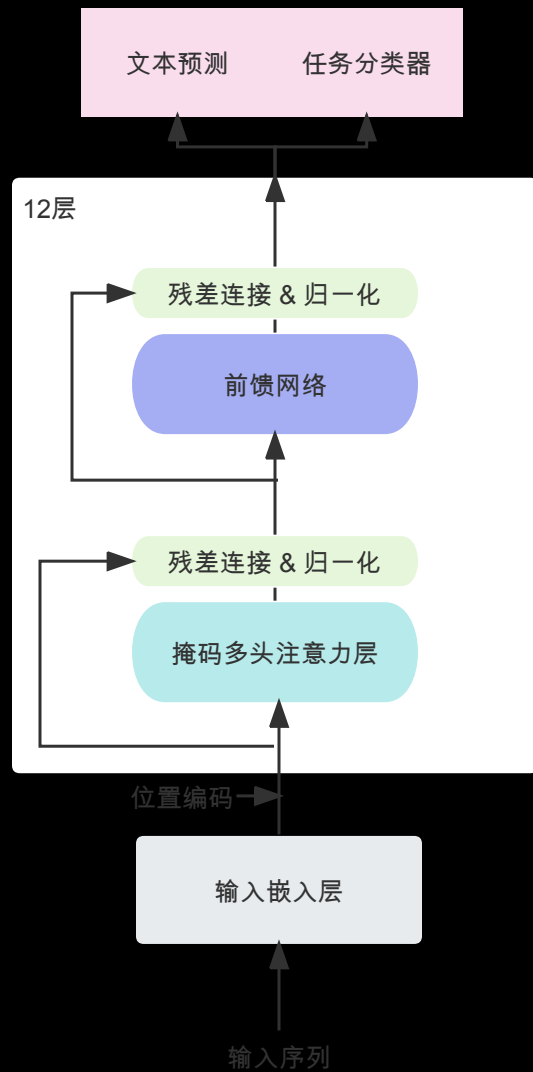 文本预测 任务分类器
12层
残差连接 & 归一化
前馈网络
残差连接 & 归一化
掩码多头注意力层
位置编码
输入嵌入层
输入序列